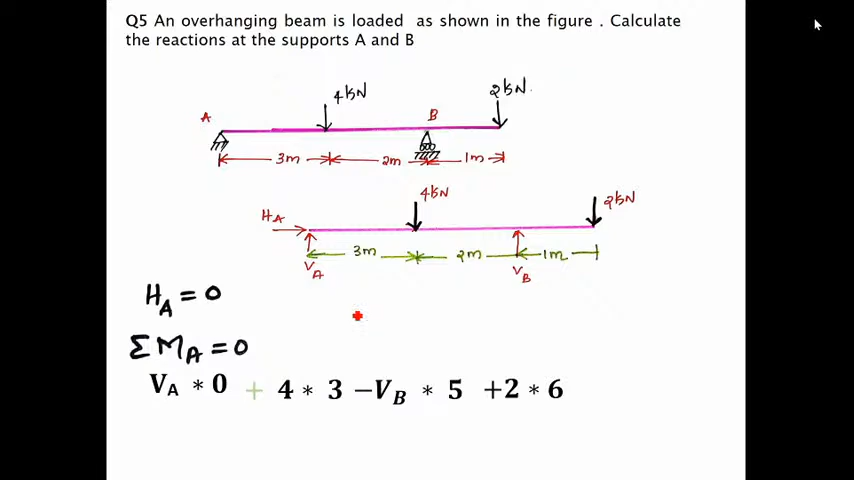 Q5 An overhanging beam is loaded as shown in the figure . Calculate
the reactions at the supports A and B
4kN
2kN
A
B
3m
2m
1m
4kN
2kN
HA
3m
2m
1m
VA
VB
HA = 0
ΣMA = 0
VA * 0 + 4 * 3 −VB * 5 +2 * 6